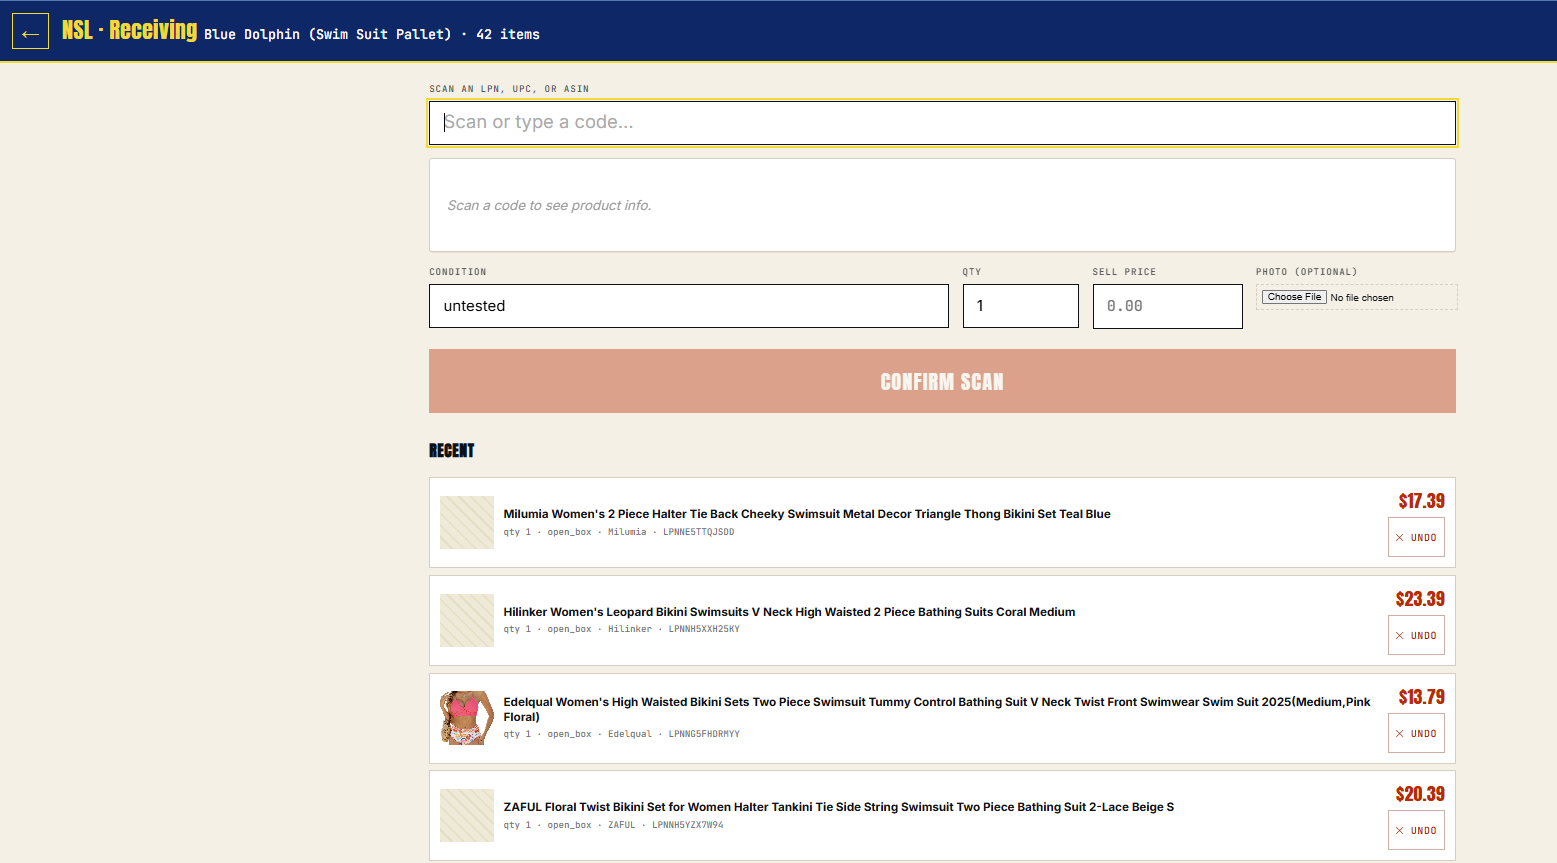 ← NSL · Receiving Blue Dolphin (Swim Suit Pallet) · 42 items
SCAN AN LPN, UPC, OR ASIN
Scan or type a code...
Scan a code to see product info.
CONDITION QTY SELL PRICE PHOTO (OPTIONAL)
untested 1 0.00 Choose File No file chosen
CONFIRM SCAN
RECENT
Milumia Women's 2 Piece Halter Tie Back Cheeky Swimsuit Metal Decor Triangle Thong Bikini Set Teal Blue
qty 1 · open_box · Milumia · LPNNE5TTQJSDD
$17.39
× UNDO
Hilinker Women's Leopard Bikini Swimsuits V Neck High Waisted 2 Piece Bathing Suits Coral Medium
qty 1 · open_box · Hilinker · LPNNH5XXH25KY
$23.39
× UNDO
Edelqual Women's High Waisted Bikini Sets Two Piece Swimsuit Tummy Control Bathing Suit V Neck Twist Front Swimwear Swim Suit 2025(Medium,Pink
Floral)
qty 1 · open_box · Edelqual · LPNNG5FHDRMYY
$13.79
× UNDO
ZAFUL Floral Twist Bikini Set for Women Halter Tankini Tie Side String Swimsuit Two Piece Bathing Suit 2-Lace Beige S
qty 1 · open_box · ZAFUL · LPNNH5YZX7W94
$20.39
× UNDO